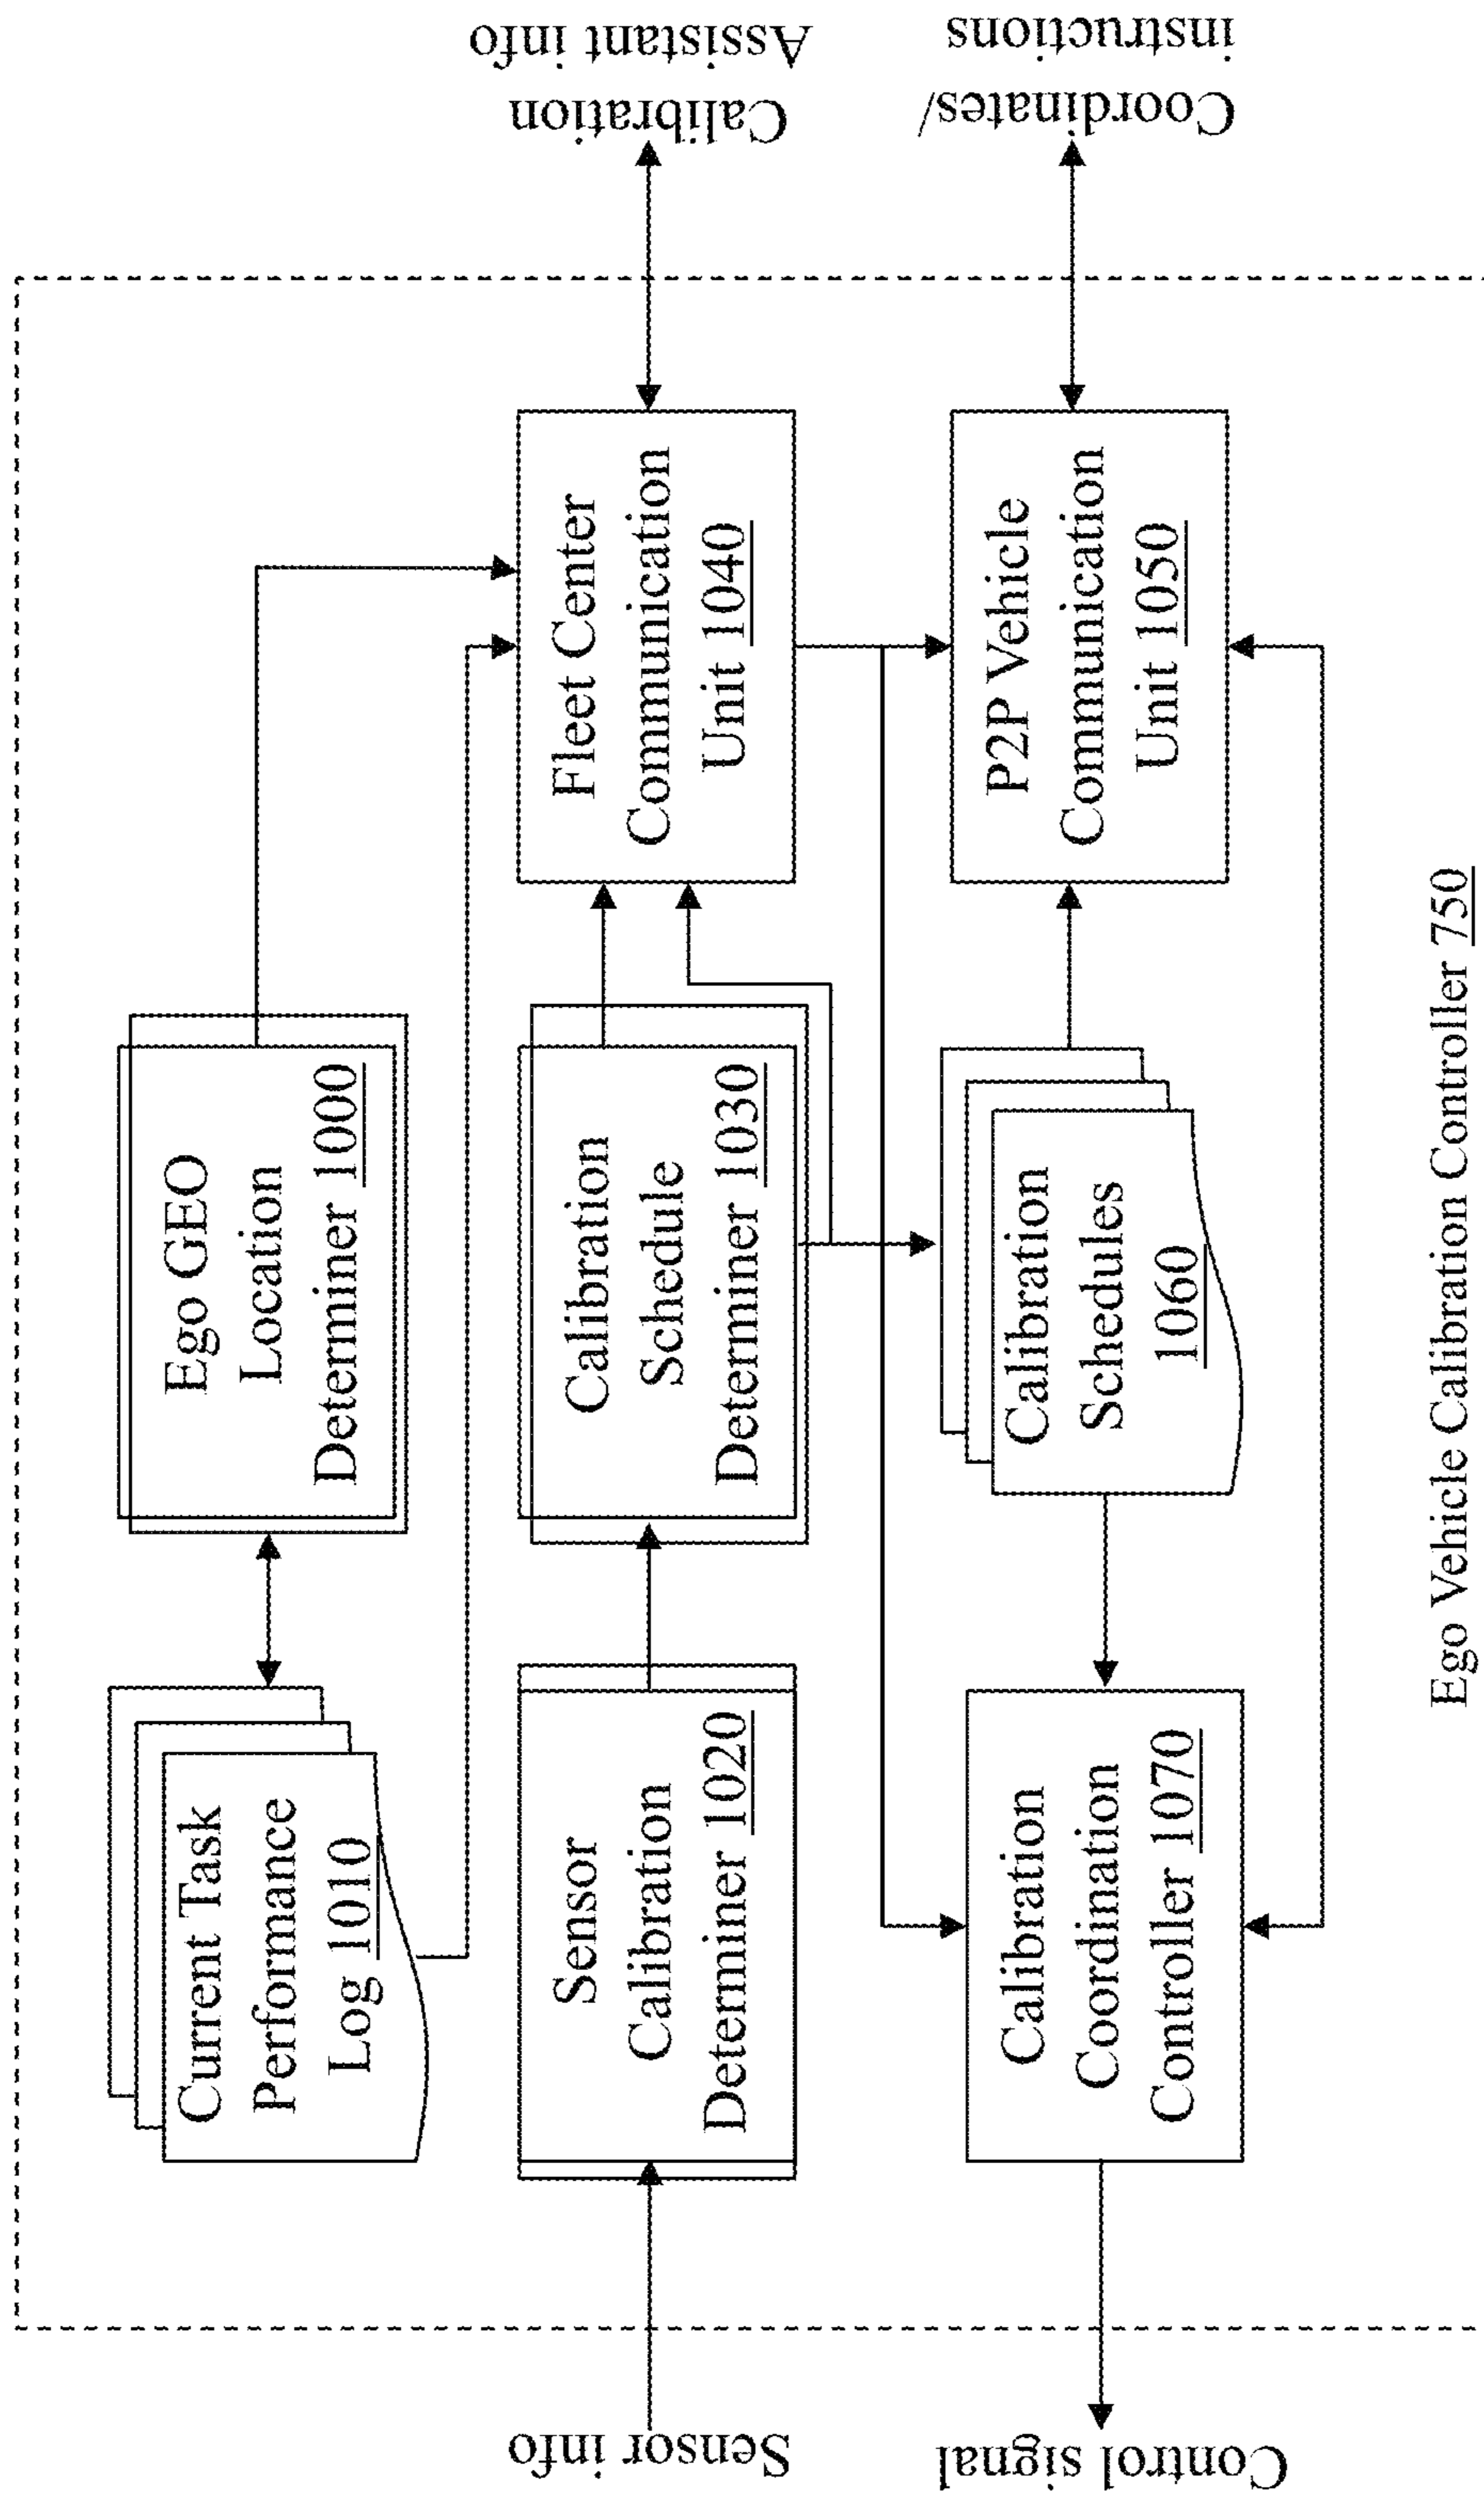 Current Task
Performance
Log 1010
Ego GEO
Location
Determiner 1000
Sensor info
Sensor
Calibration
Determiner 1020
Calibration
Schedule
Determiner 1030
Fleet Center
Communication
Unit 1040
Calibration
Assistant info
Control signal
Calibration
Coordination
Controller 1070
Calibration
Schedules
1060
P2P Vehicle
Communication
Unit 1050
Coordinates/
instructions
Ego Vehicle Calibration Controller 750